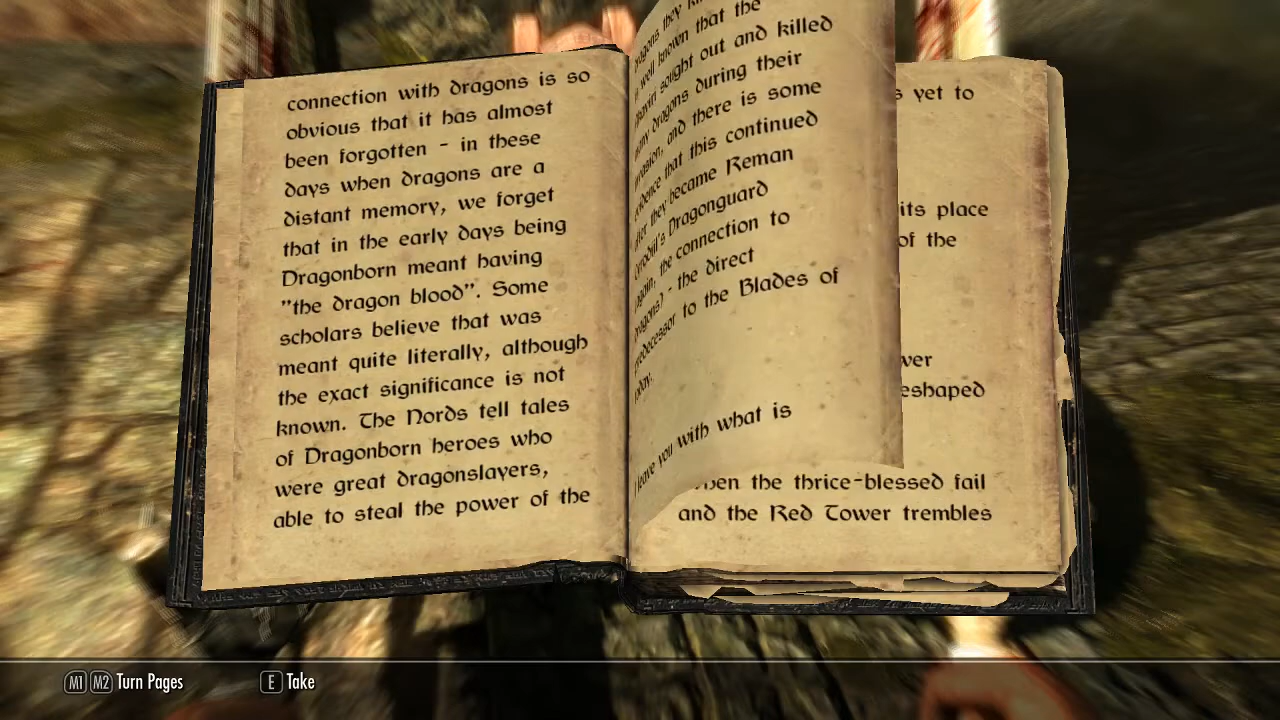 connection with dragons is so
obvious that it has almost
been forgotten - in these
days when dragons are a
distant memory, we forget
that in the early days being
Dragonborn meant having
"the dragon blood". Some
scholars believe that was
meant quite literally, although
the exact significance is not
known. The Nords tell tales
of Dragonborn heroes who
were great dragonslayers,
able to steal the power of the
dragons they
is well known that the
sought out and killed
many dragons during their
invasion, and there is some
evidence that this continued
after they became Reman
Cyrodiil's Dragonguard
(again, the connection to
dragons) - the direct
predecessor to the Blades of
today.
I leave you with what is
yet to
its place
of the
eshaped
when the thrice-blessed fail
and the Red Tower trembles
M1 M2 Turn Pages
E Take